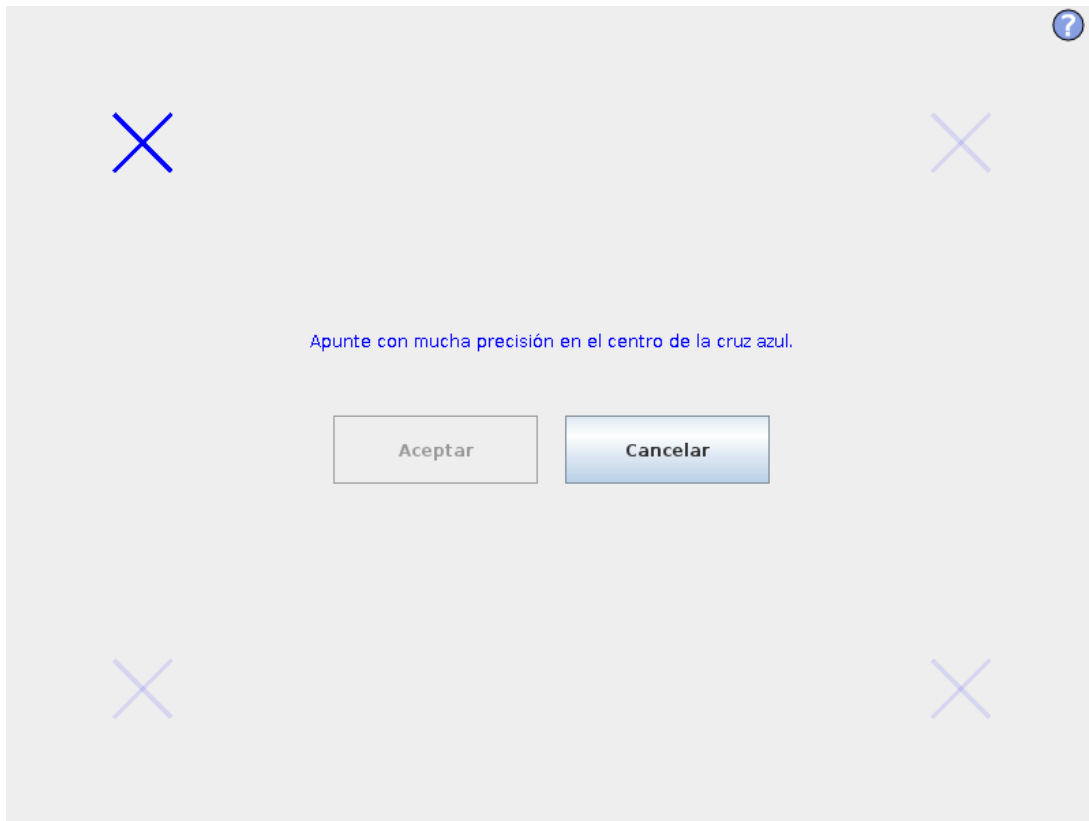 ?
Apunte con mucha precisión en el centro de la cruz azul.
Aceptar
Cancelar